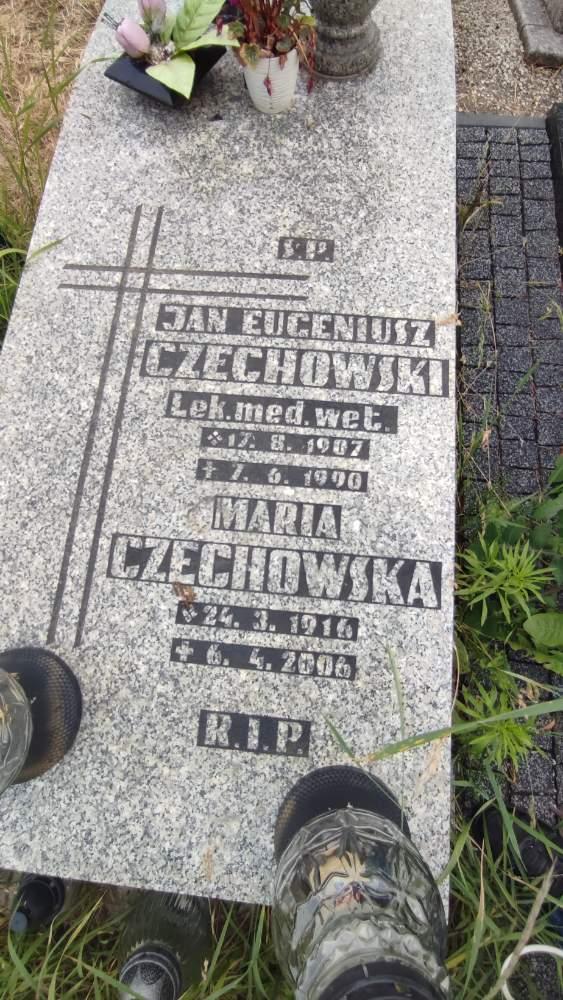 Ś.P.
JAN EUGENIUSZ
CZECHOWSKI
Lek.med.wet.
17. 8. 1907
† 7. 6. 1990
MARIA
CZECHOWSKA
24. 3. 1916
† 6. 4. 2006
R.I.P.